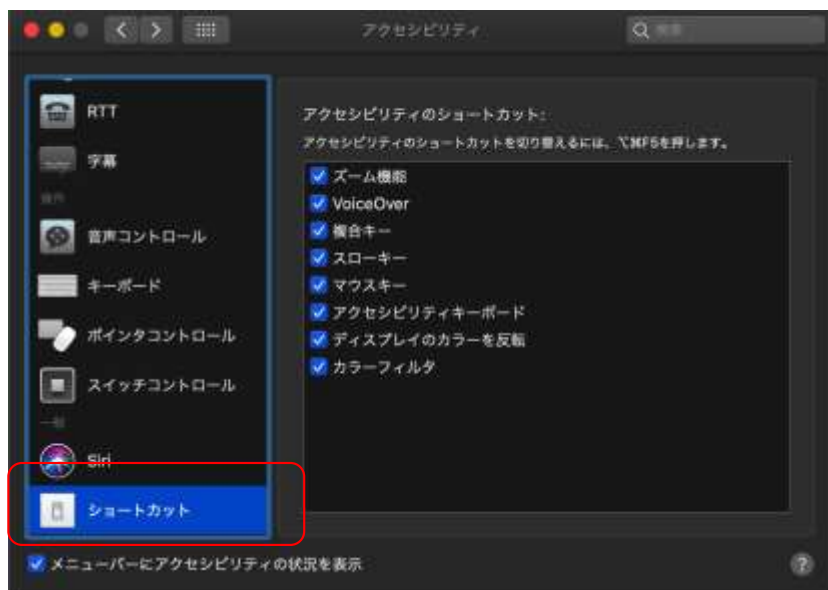 アクセシビリティ
検索
RTT
字幕
音声コントロール
キーボード
ポインタコントロール
スイッチコントロール
一般
Siri
ショートカット
アクセシビリティのショートカット:
アクセシビリティのショートカットを切り替えるには、⌥⌘F5を押します。
ズーム機能
VoiceOver
複合キー
スローキー
マウスキー
アクセシビリティキーボード
ディスプレイのカラーを反転
カラーフィルタ
メニューバーにアクセシビリティの状況を表示
?